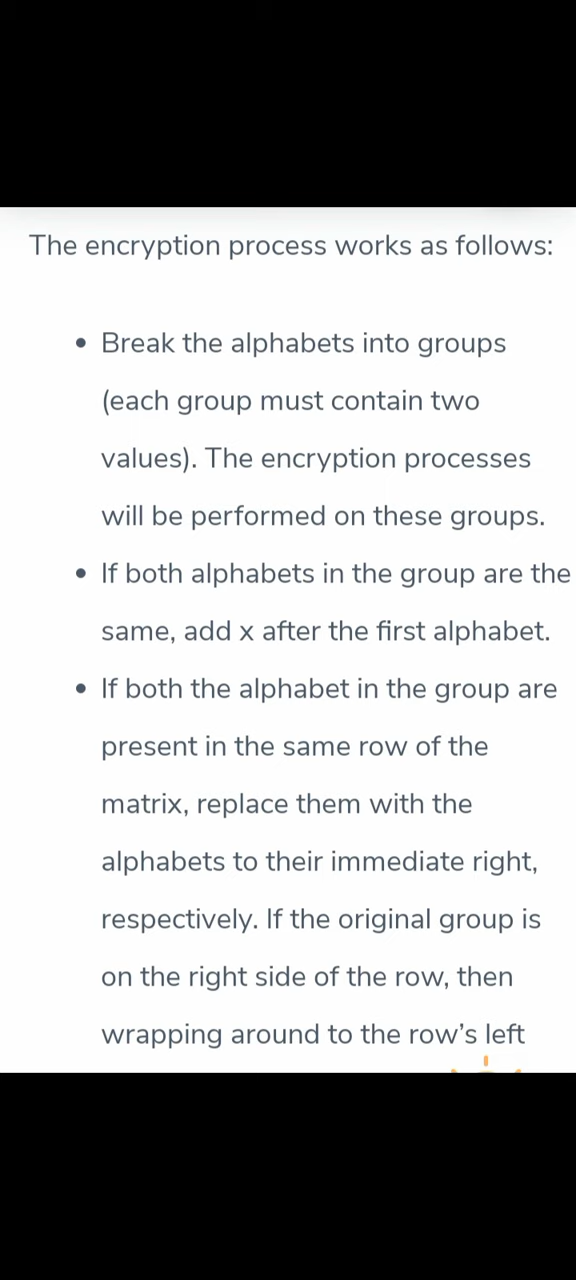 The encryption process works as follows:
• Break the alphabets into groups
(each group must contain two
values). The encryption processes
will be performed on these groups.
• If both alphabets in the group are the
same, add x after the first alphabet.
• If both the alphabet in the group are
present in the same row of the
matrix, replace them with the
alphabets to their immediate right,
respectively. If the original group is
on the right side of the row, then
wrapping around to the row’s left